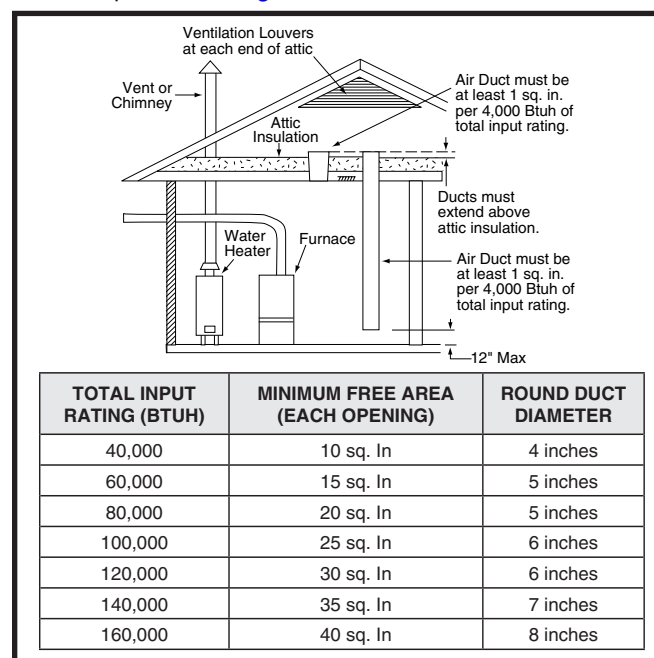 Ventilation Louvers
at each end of attic
Vent or
Chimney
Attic
Insulation
Air Duct must be
at least 1 sq. in.
per 4,000 Btuh of
total input rating.
Ducts must
extend above
attic insulation.
Water
Heater
Furnace
Air Duct must be
at least 1 sq. in.
per 4,000 Btuh of
total input rating.
12" Max
TOTAL INPUT
RATING (BTUH)
MINIMUM FREE AREA
(EACH OPENING)
ROUND DUCT
DIAMETER
40,000 10 sq. In 4 inches
60,000 15 sq. In 5 inches
80,000 20 sq. In 5 inches
100,000 25 sq. In 6 inches
120,000 30 sq. In 6 inches
140,000 35 sq. In 7 inches
160,000 40 sq. In 8 inches